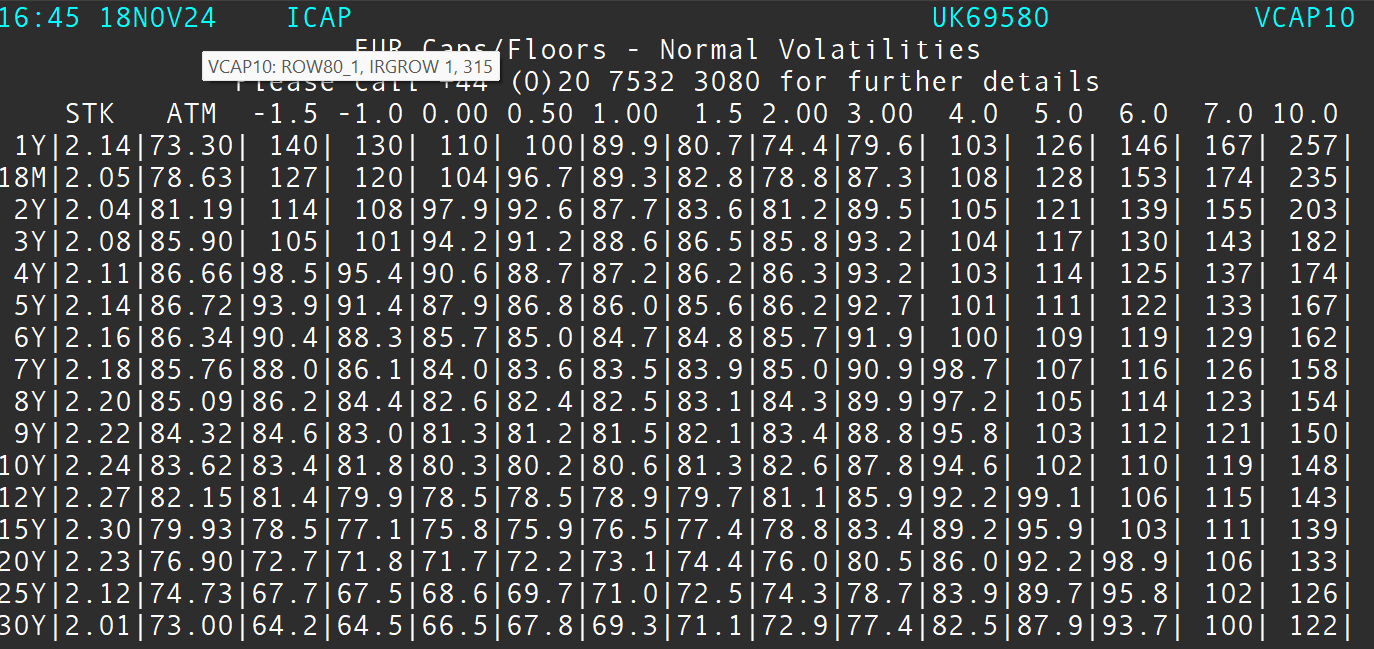 16:45 18NOV24 ICAP UK69580 VCAP10
EUR Caps/Floors - Normal Volatilities
VCAP10: ROW80_1, IRGROW 1, 315
Please Call +44 (0)20 7532 3080 for further details
STK ATM -1.5 -1.0 0.00 0.50 1.00 1.5 2.00 3.00 4.0 5.0 6.0 7.0 10.0
1Y|2.14|73.30| 140| 130| 110| 100|89.9|80.7|74.4|79.6| 103| 126| 146| 167| 257|
18M|2.05|78.63| 127| 120| 104|96.7|89.3|82.8|78.8|87.3| 108| 128| 153| 174| 235|
2Y|2.04|81.19| 114| 108|97.9|92.6|87.7|83.6|81.2|89.5| 105| 121| 139| 155| 203|
3Y|2.08|85.90| 105| 101|94.2|91.2|88.6|86.5|85.8|93.2| 104| 117| 130| 143| 182|
4Y|2.11|86.66|98.5|95.4|90.6|88.7|87.2|86.2|86.3|93.2| 103| 114| 125| 137| 174|
5Y|2.14|86.72|93.9|91.4|87.9|86.8|86.0|85.6|86.2|92.7| 101| 111| 122| 133| 167|
6Y|2.16|86.34|90.4|88.3|85.7|85.0|84.7|84.8|85.7|91.9| 100| 109| 119| 129| 162|
7Y|2.18|85.76|88.0|86.1|84.0|83.6|83.5|83.9|85.0|90.9|98.7| 107| 116| 126| 158|
8Y|2.20|85.09|86.2|84.4|82.6|82.4|82.5|83.1|84.3|89.9|97.2| 105| 114| 123| 154|
9Y|2.22|84.32|84.6|83.0|81.3|81.2|81.5|82.1|83.4|88.8|95.8| 103| 112| 121| 150|
10Y|2.24|83.62|83.4|81.8|80.3|80.2|80.6|81.3|82.6|87.8|94.6| 102| 110| 119| 148|
12Y|2.27|82.15|81.4|79.9|78.5|78.5|78.9|79.7|81.1|85.9|92.2|99.1| 106| 115| 143|
15Y|2.30|79.93|78.5|77.1|75.8|75.9|76.5|77.4|78.8|83.4|89.2|95.9| 103| 111| 139|
20Y|2.23|76.90|72.7|71.8|71.7|72.2|73.1|74.4|76.0|80.5|86.0|92.2|98.9| 106| 133|
25Y|2.12|74.73|67.7|67.5|68.6|69.7|71.0|72.5|74.3|78.7|83.9|89.7|95.8| 102| 126|
30Y|2.01|73.00|64.2|64.5|66.5|67.8|69.3|71.1|72.9|77.4|82.5|87.9|93.7| 100| 122|